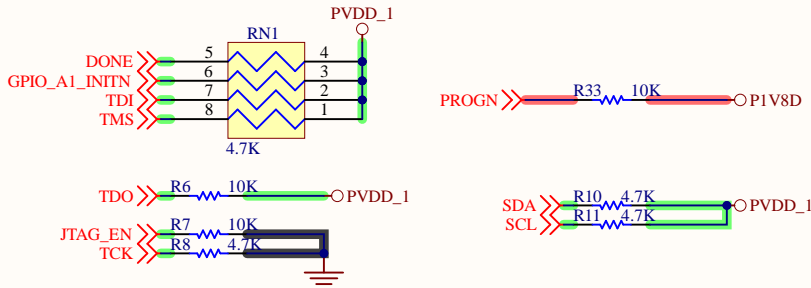 PVDD_1
RN1
DONE 5 4
GPIO_A1_INITN 6 3
TDI 7 2
TMS 8 1
4.7K
PROGN R33 10K P1V8D
TDO R6 10K PVDD_1
JTAG_EN R7 10K
TCK R8 4.7K
SDA R10 4.7K PVDD_1
SCL R11 4.7K